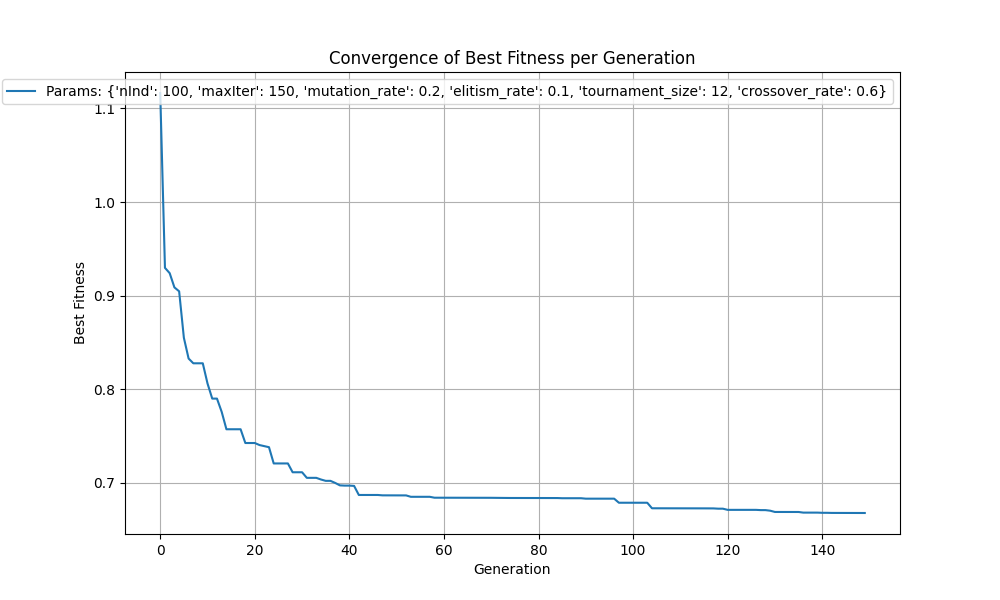 Convergence of Best Fitness per Generation
Params: {'nInd': 100, 'maxIter': 150, 'mutation_rate': 0.2, 'elitism_rate': 0.1, 'tournament_size': 12, 'crossover_rate': 0.6}
1.1
1.0
0.9
0.8
0.7
Best Fitness
0 20 40 60 80 100 120 140
Generation